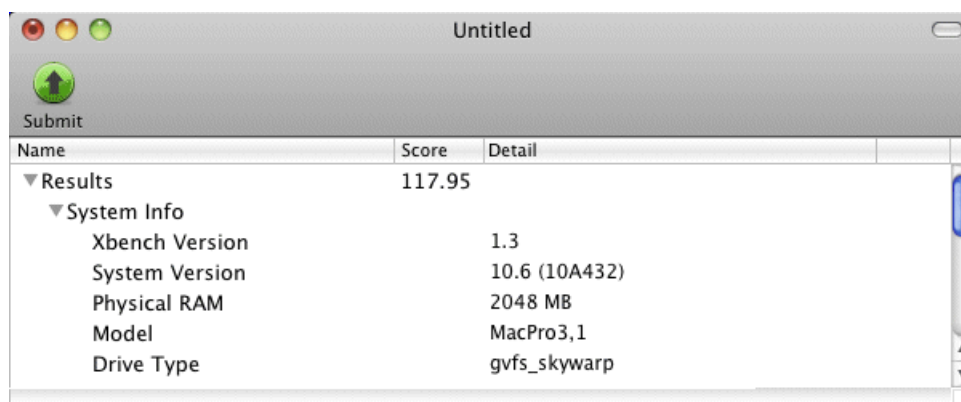 Untitled
Submit
Name Score Detail
Results 117.95
System Info
Xbench Version 1.3
System Version 10.6 (10A432)
Physical RAM 2048 MB
Model MacPro3,1
Drive Type gvfs_skywarp